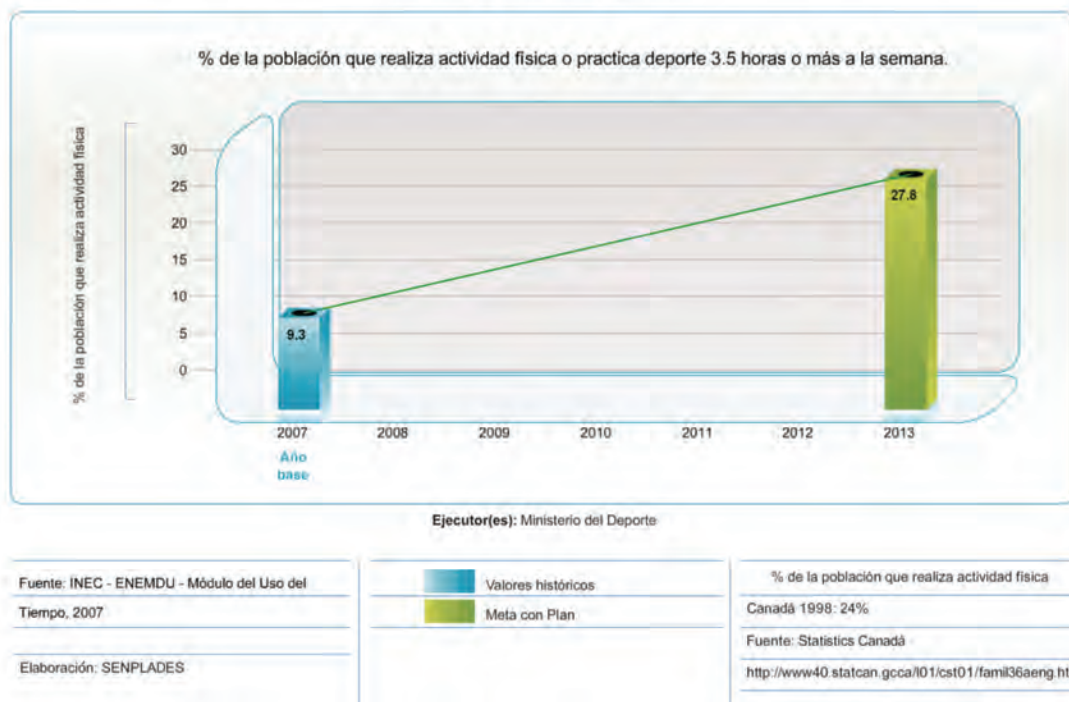 % de la población que realiza actividad física o practica deporte 3.5 horas o más a la semana.
% de la población que realiza actividad física
30
25
20
15
10
5
0
9.3
27.8
2007
2008
2009
2010
2011
2012
2013
Año
base
Ejecutor(es): Ministerio del Deporte
Fuente: INEC - ENEMDU - Módulo del Uso del
Tiempo, 2007
Elaboración: SENPLADES
Valores históricos
Meta con Plan
% de la población que realiza actividad física
Canadá 1998: 24%
Fuente: Statistics Canadá
http://www40.statcan.gcca/l01/cst01/famil36aeng.ht